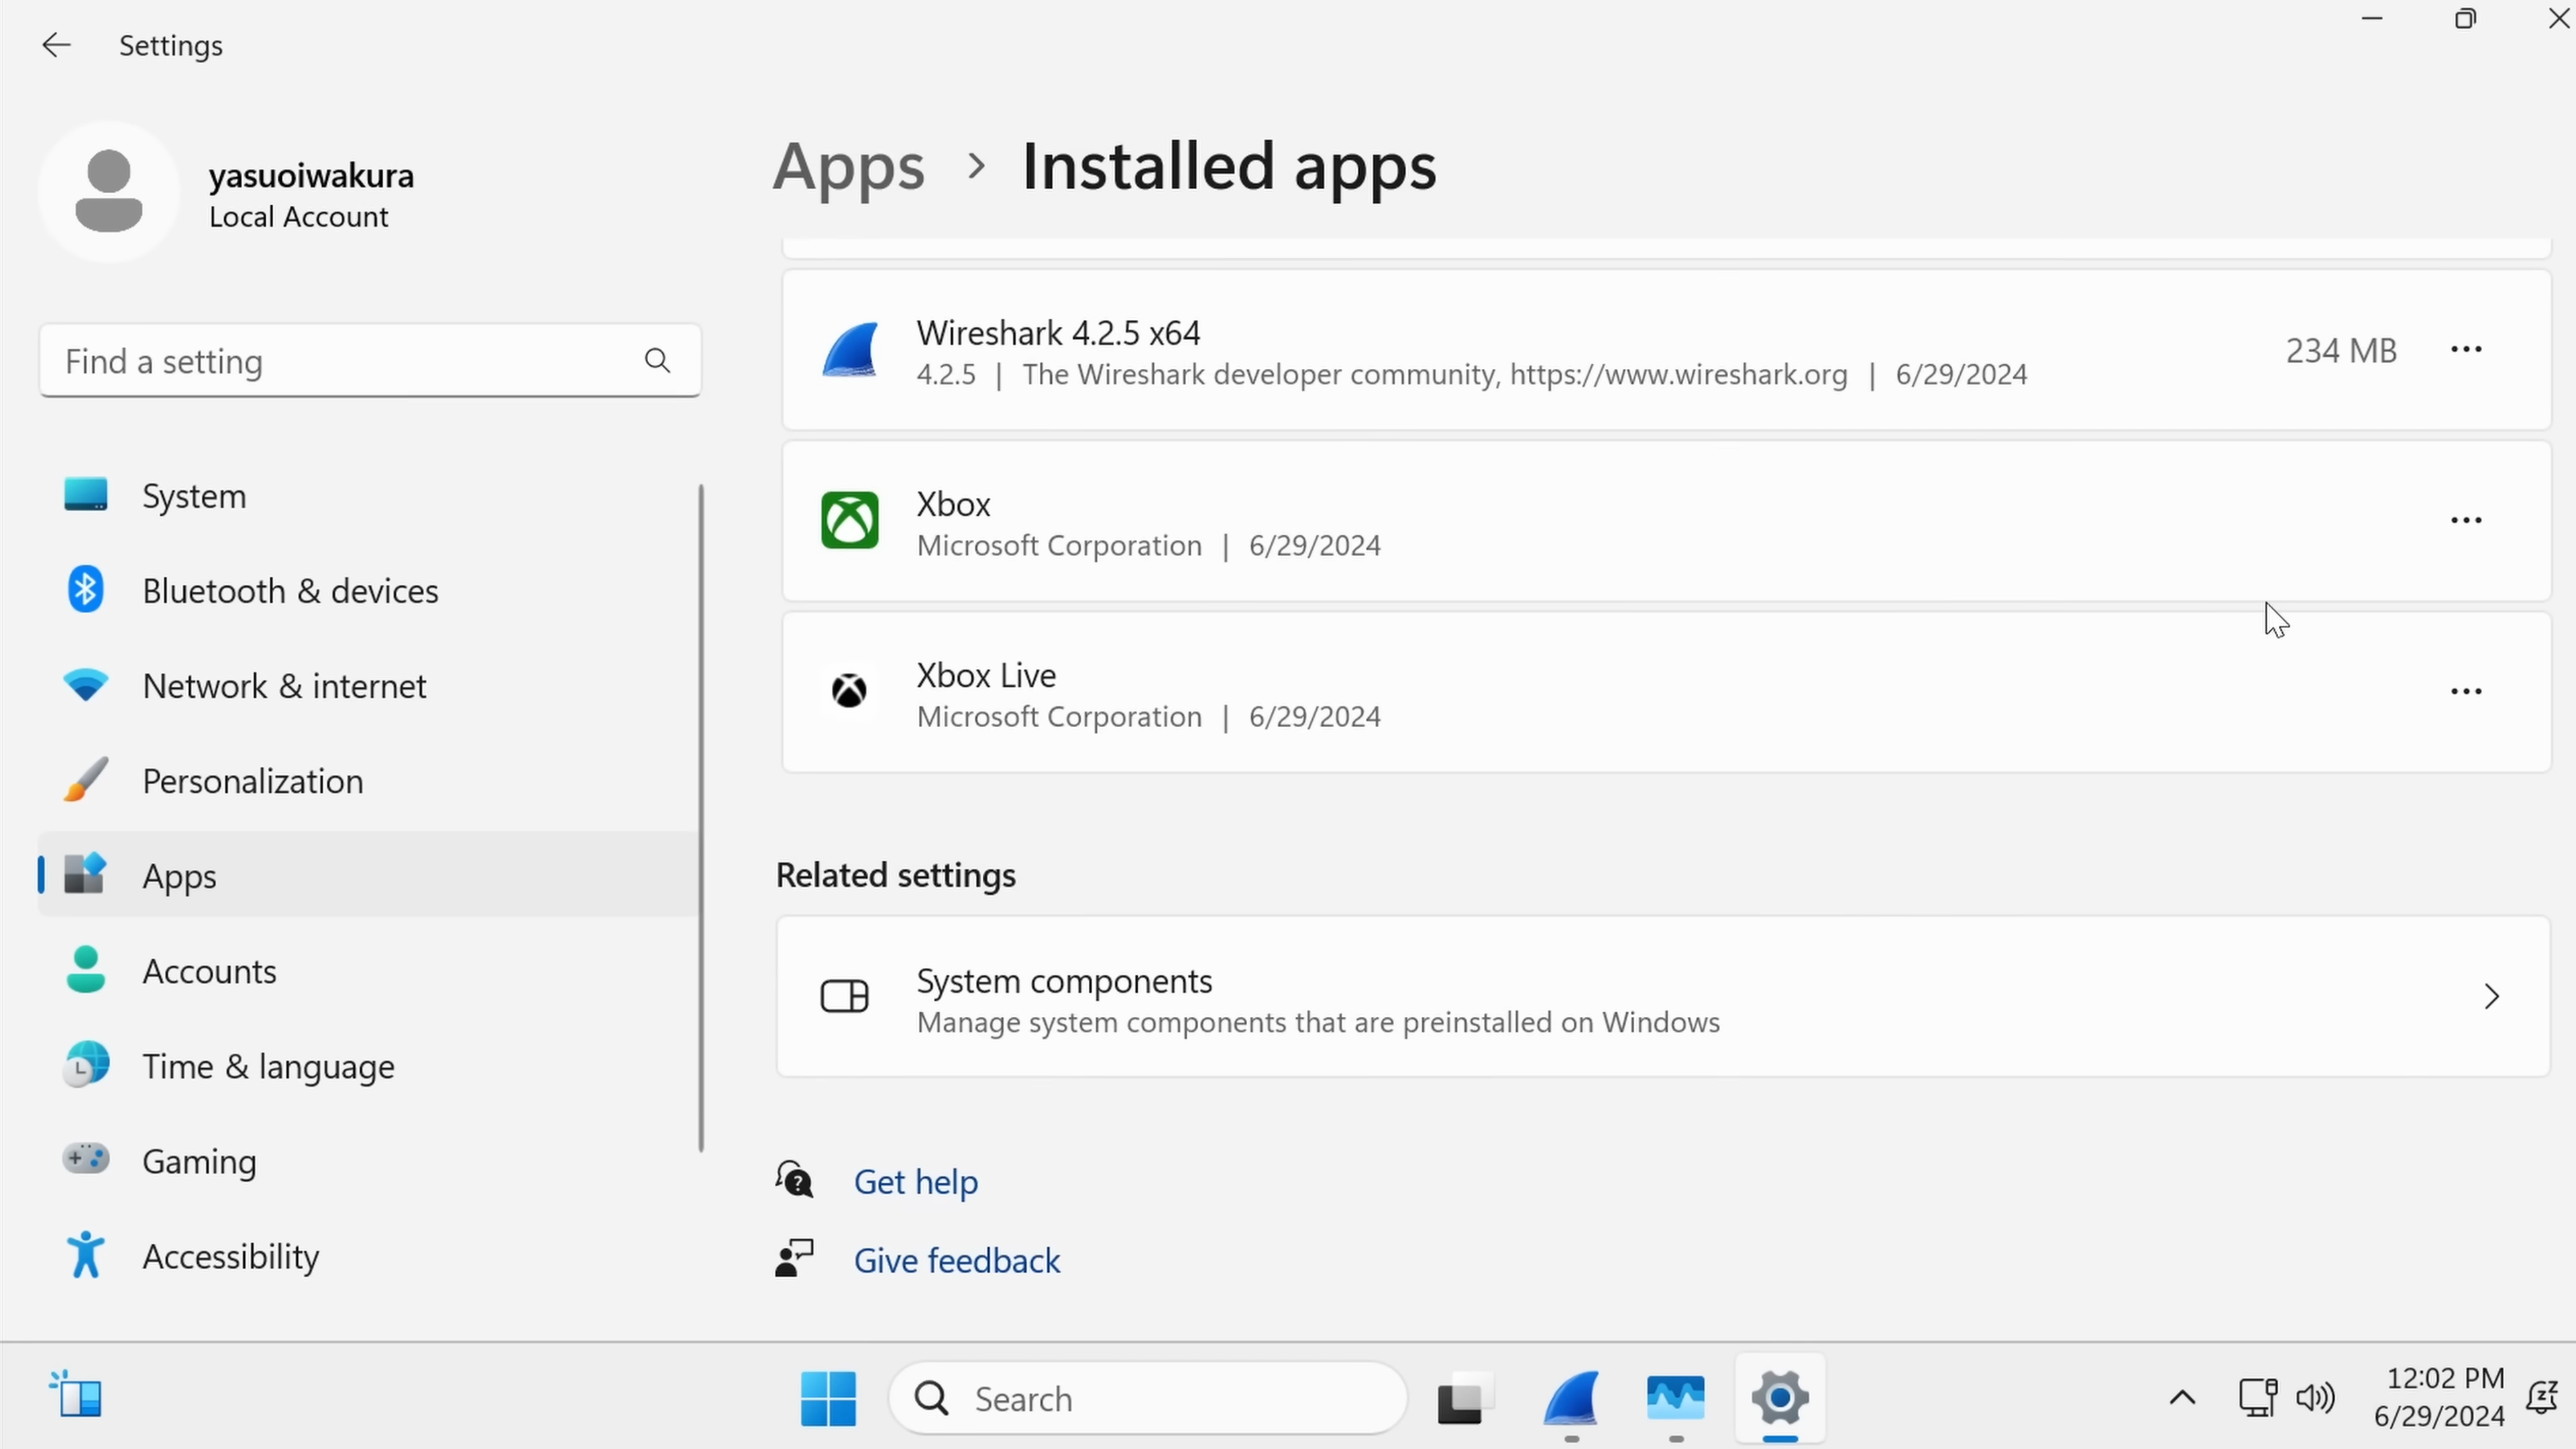 Settings
yasuoiwakura
Local Account
Find a setting
System
Bluetooth & devices
Network & internet
Personalization
Apps
Accounts
Time & language
Gaming
Accessibility
Apps > Installed apps
Wireshark 4.2.5 x64
4.2.5 | The Wireshark developer community, https://www.wireshark.org | 6/29/2024
234 MB
Xbox
Microsoft Corporation | 6/29/2024
Xbox Live
Microsoft Corporation | 6/29/2024
Related settings
System components
Manage system components that are preinstalled on Windows
Get help
Give feedback
Search
12:02 PM
6/29/2024